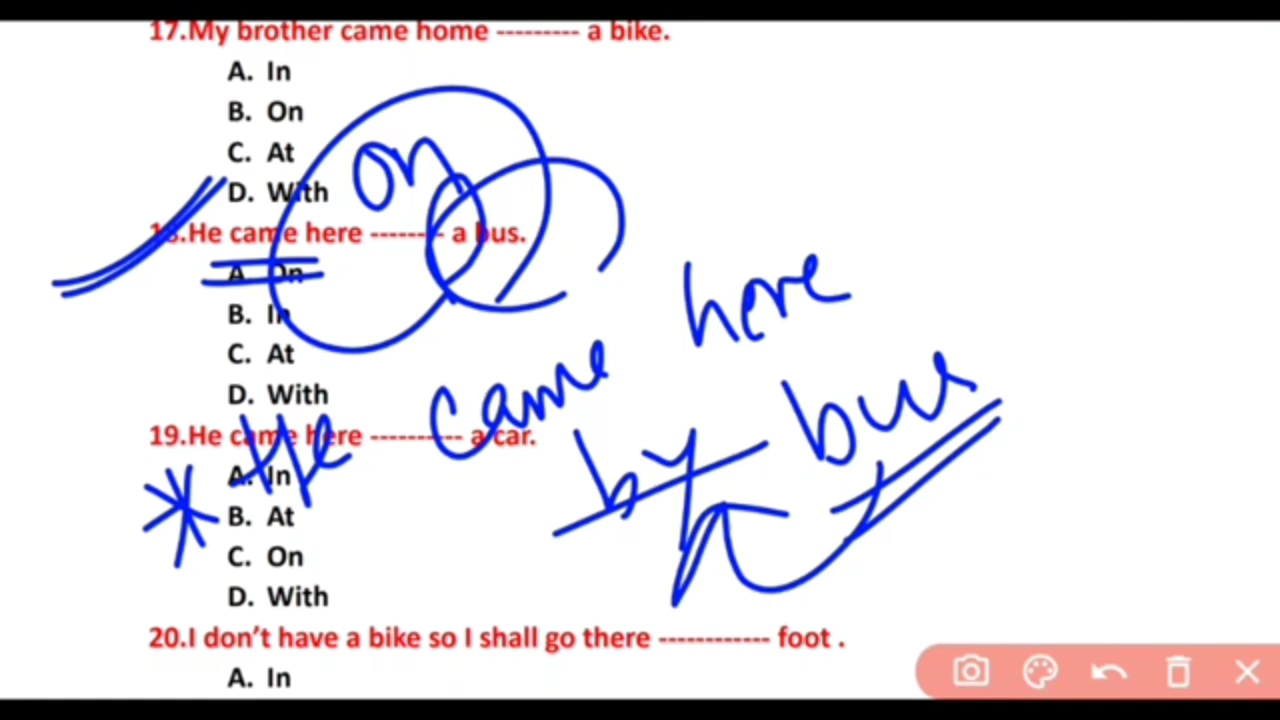 17.My brother came home --------- a bike.
A. In
B. On
C. At
D. With
on
18.He came here -------- a bus.
A. On
B. In
C. At
D. With
He came here
by bus
19.He came here ---------- a car.
A. In
B. At
C. On
D. With
20.I don't have a bike so I shall go there ------------ foot .
A. In